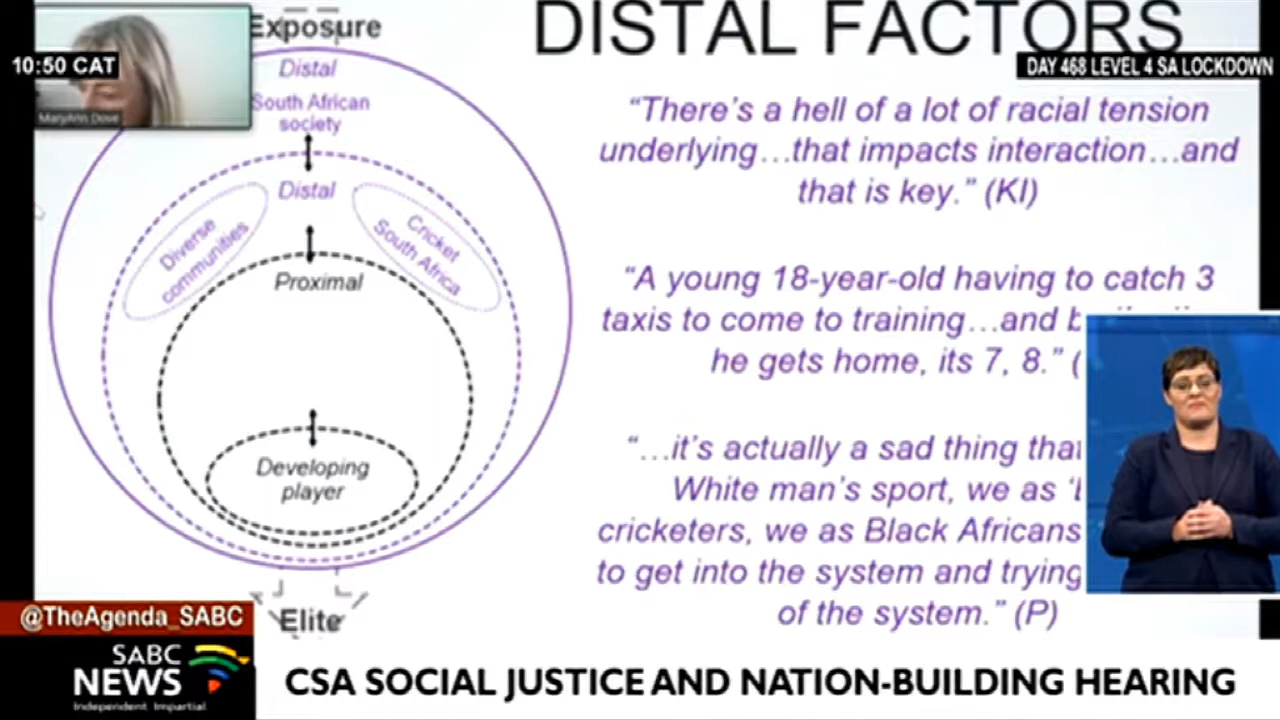 Exposure
DISTAL FACTORS
10:50 CAT
DAY 468 LEVEL 4 SA LOCKDOWN
MaryAnn Dove
Distal
South African
society
Distal
Diverse
communities
Cricket
South Africa
Proximal
Developing
player
Elite
“There’s a hell of a lot of racial tension
underlying…that impacts interaction…and
that is key.” (KI)
“A young 18-year-old having to catch 3
taxis to come to training…and
he gets home, its 7, 8.” (
“…it’s actually a sad thing that
White man’s sport, we as
cricketers, we as Black Africans
to get into the system and trying
of the system.” (P)
@TheAgenda_SABC
SABC
NEWS
Independent Impartial
CSA SOCIAL JUSTICE AND NATION-BUILDING HEARING